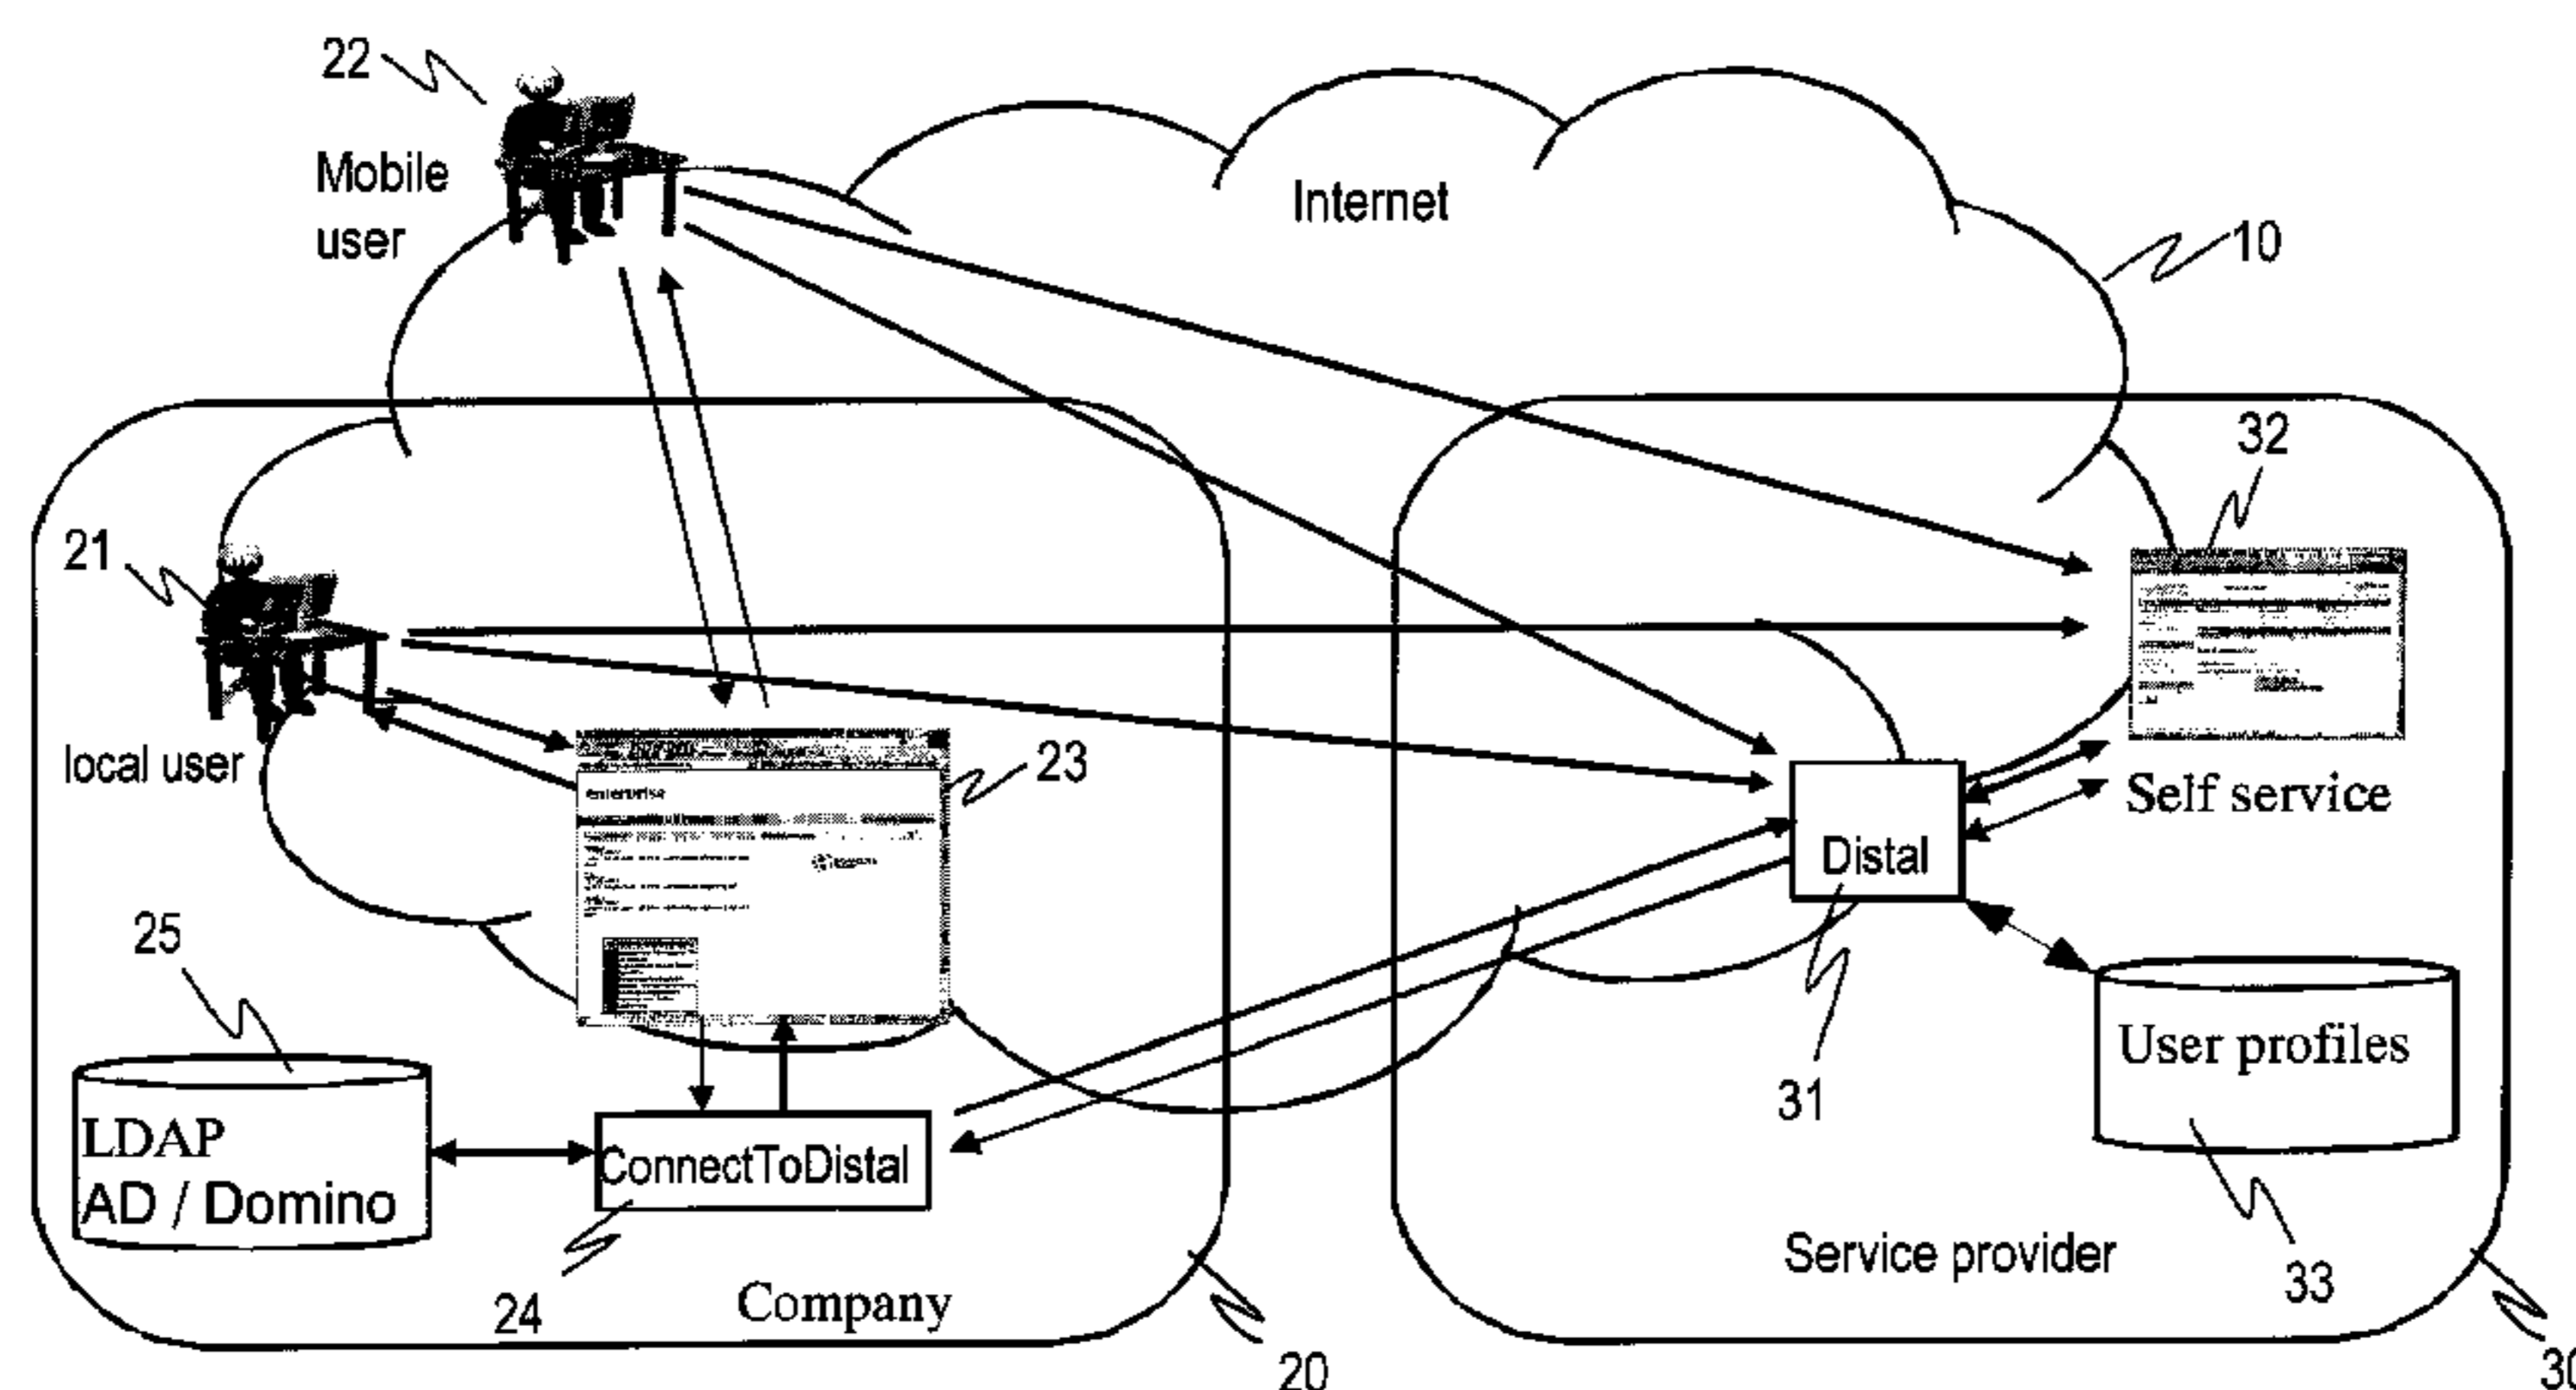 22
Mobile
user
Internet
10
32
21
local user
23
enterprise
Self service
Distal
25
User profiles
31
LDAP
AD / Domino
ConnectToDistal
Service provider
24
Company
33
20
30